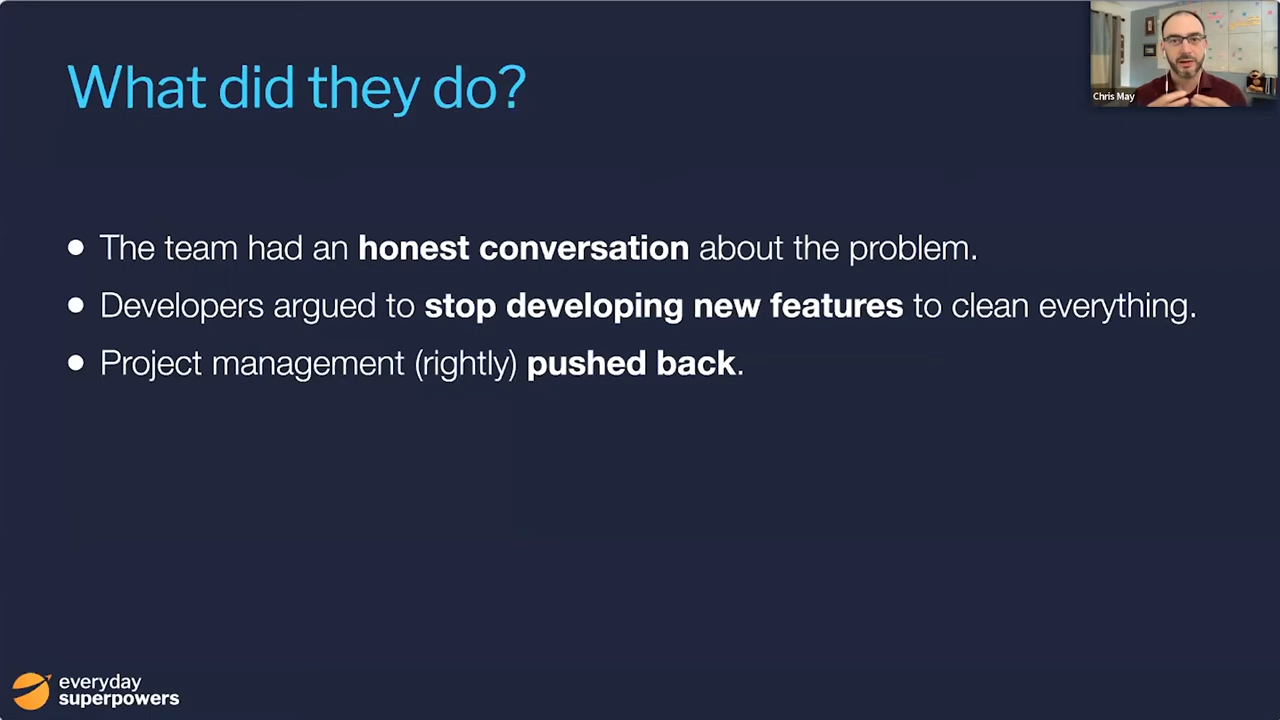 What did they do?
Chris May
● The team had an honest conversation about the problem.
● Developers argued to stop developing new features to clean everything.
● Project management (rightly) pushed back.
everyday
superpowers